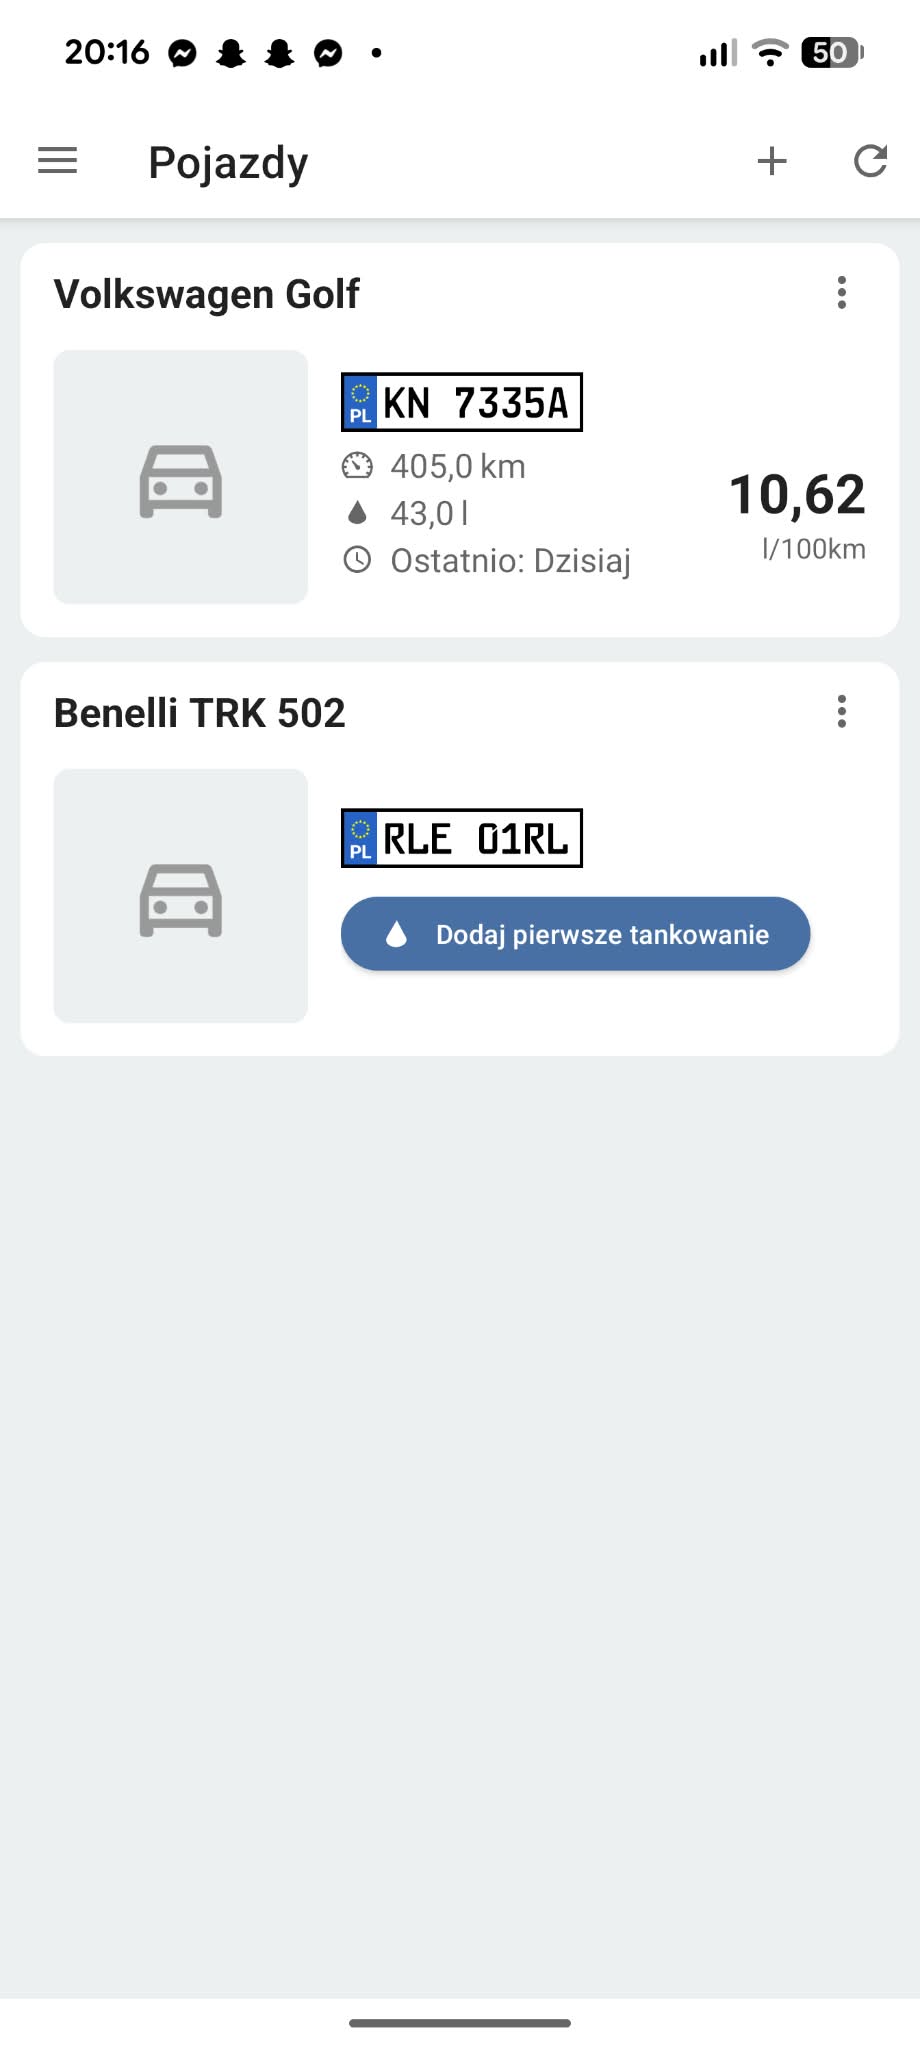 20:16
50
Pojazdy
Volkswagen Golf
PL
KN 7335A
405,0 km
43,0 l
Ostatnio: Dzisiaj
10,62
l/100km
Benelli TRK 502
PL
RLE 01RL
Dodaj pierwsze tankowanie